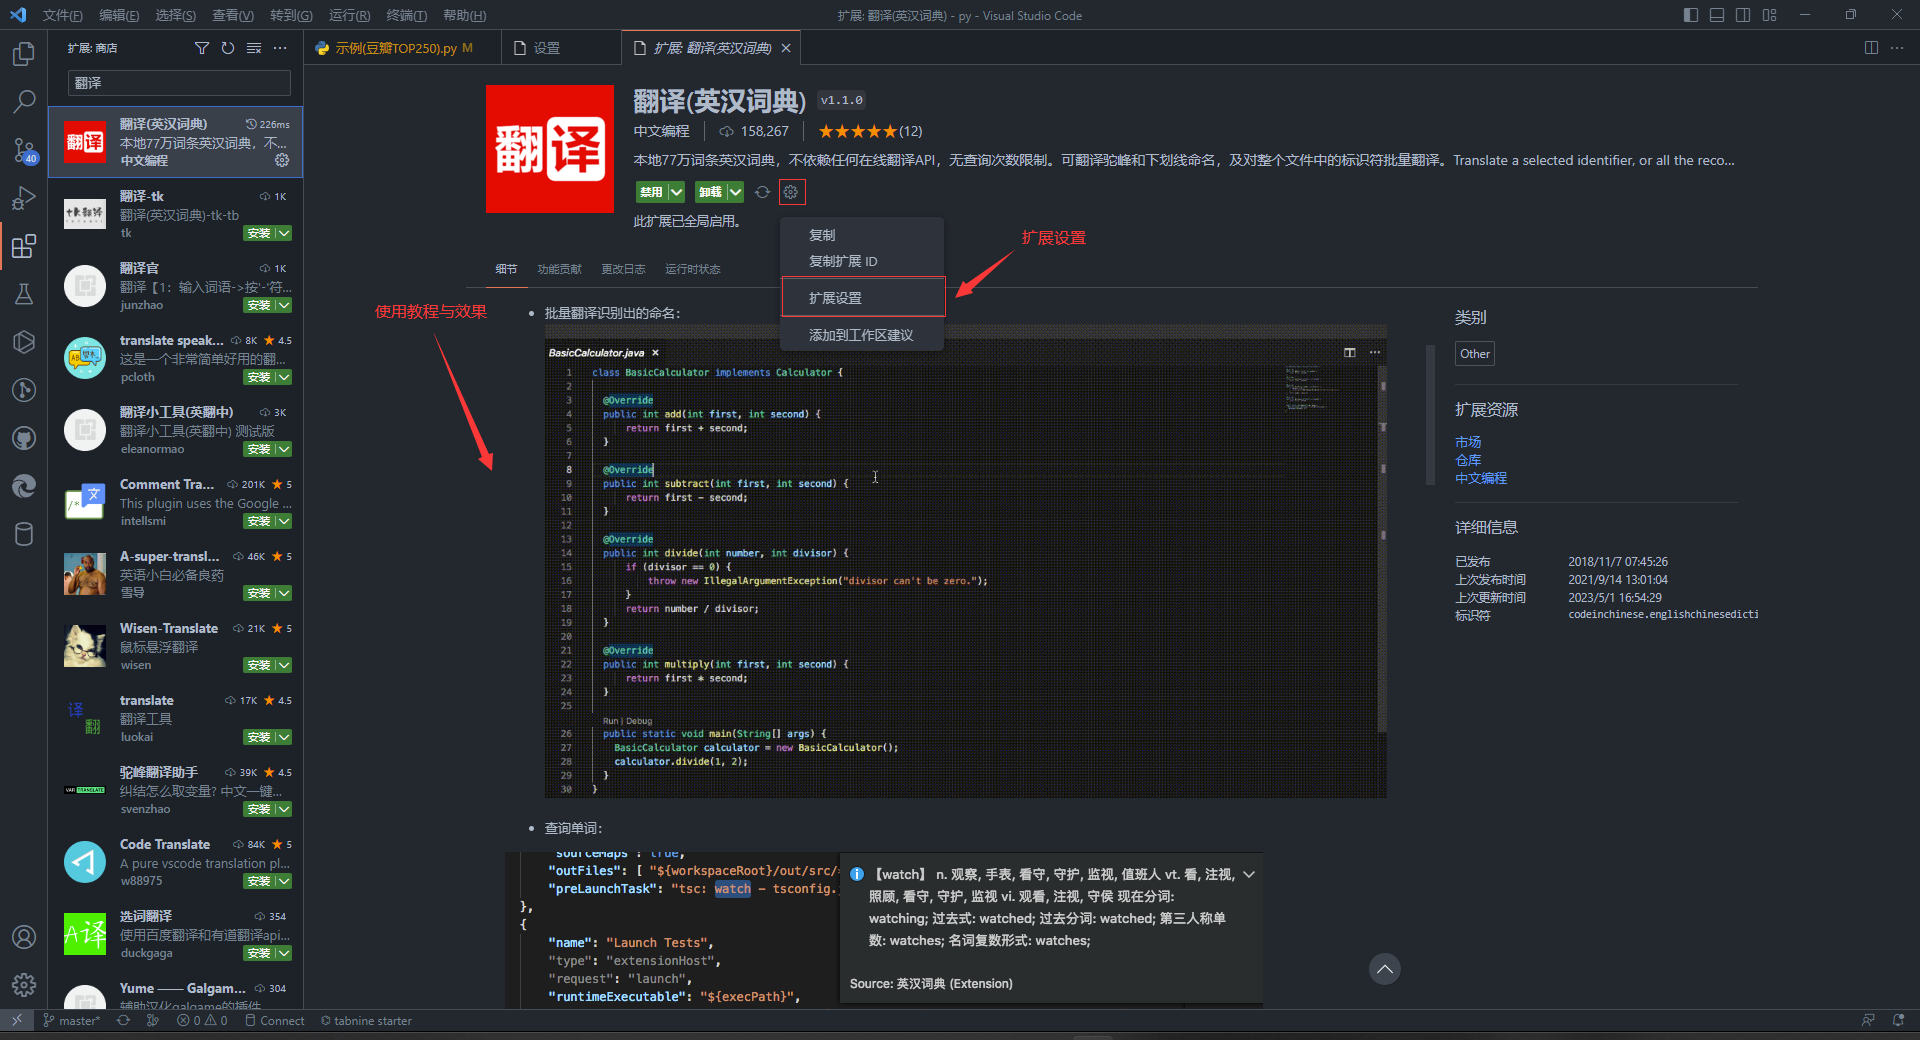 文件(F) 编辑(E) 选择(S) 查看(V) 转到(G) 运行(R) 终端(T) 帮助(H)
扩展: 翻译(英汉词典) - py - Visual Studio Code
扩展: 商店
示例(豆瓣TOP250).py M
设置
扩展: 翻译(英汉词典)
翻译
40
翻译
翻译(英汉词典)
226ms
本地77万词条英汉词典，不...
中文编程
翻译-tk
1K
翻译(英汉词典)-tk-tb
tk
安装
翻译官
1K
翻译【1：输入词语->按'-'符...
junzhao
安装
translate speak...
8K
4.5
这是一个非常简单好用的翻...
pcloth
安装
翻译小工具(英翻中)
3K
翻译小工具(英翻中) 测试版
eleanormao
安装
Comment Tra...
201K
5
This plugin uses the Google ...
intellsmi
安装
A-super-transl...
46K
5
英语小白必备良药
雪导
安装
Wisen-Translate
21K
5
鼠标悬浮翻译
wisen
安装
译
翻
translate
17K
4.5
翻译工具
luokai
安装
驼峰翻译助手
39K
4.5
纠结怎么取变量? 中文一键...
svenzhao
安装
Code Translate
84K
5
A pure vscode translation pl...
w88975
安装
A译
选词翻译
354
使用百度翻译和有道翻译api...
duckgaga
安装
Yume —— Galgam...
304
辅助汉化galgame的插件
翻译
翻译(英汉词典) v1.1.0
中文编程
158,267
(12)
本地77万词条英汉词典，不依赖任何在线翻译API，无查询次数限制。可翻译驼峰和下划线命名，及对整个文件中的标识符批量翻译。Translate a selected identifier, or all the reco...
禁用
卸载
此扩展已全局启用。
复制
复制扩展 ID
扩展设置
添加到工作区建议
扩展设置
细节 功能贡献 更改日志 运行时状态
使用教程与效果
批量翻译识别出的命名:
BasicCalculator.java
1 class BasicCalculator implements Calculator {
2
3 @Override
4 public int add(int first, int second) {
5 return first + second;
6 }
7
8 @Override
9 public int subtract(int first, int second) {
10 return first - second;
11 }
12
13 @Override
14 public int divide(int number, int divisor) {
15 if (divisor == 0) {
16 throw new IllegalArgumentException("divisor can't be zero.");
17 }
18 return number / divisor;
19 }
20
21 @Override
22 public int multiply(int first, int second) {
23 return first * second;
24 }
25
Run | Debug
26 public static void main(String[] args) {
27 BasicCalculator calculator = new BasicCalculator();
28 calculator.divide(1, 2);
29 }
30 }
查询单词:
"sourceMaps": true,
"outFiles": [ "${workspaceRoot}/out/src/
"preLaunchTask": "tsc: watch - tsconfig.
},
{
"name": "Launch Tests",
"type": "extensionHost",
"request": "launch",
"runtimeExecutable": "${execPath}",
【watch】 n. 观察, 手表, 看守, 守护, 监视, 值班人 vt. 看, 注视,
照顾, 看守, 守护, 监视 vi. 观看, 注视, 守侯 现在分词:
watching; 过去式: watched; 过去分词: watched; 第三人称单
数: watches; 名词复数形式: watches;
Source: 英汉词典 (Extension)
类别
Other
扩展资源
市场
仓库
中文编程
详细信息
已发布 2018/11/7 07:45:26
上次发布时间 2021/9/14 13:01:04
上次更新时间 2023/5/1 16:54:29
标识符 codeinchinese.englishchinesedicti
master* 0 0 Connect tabnine starter